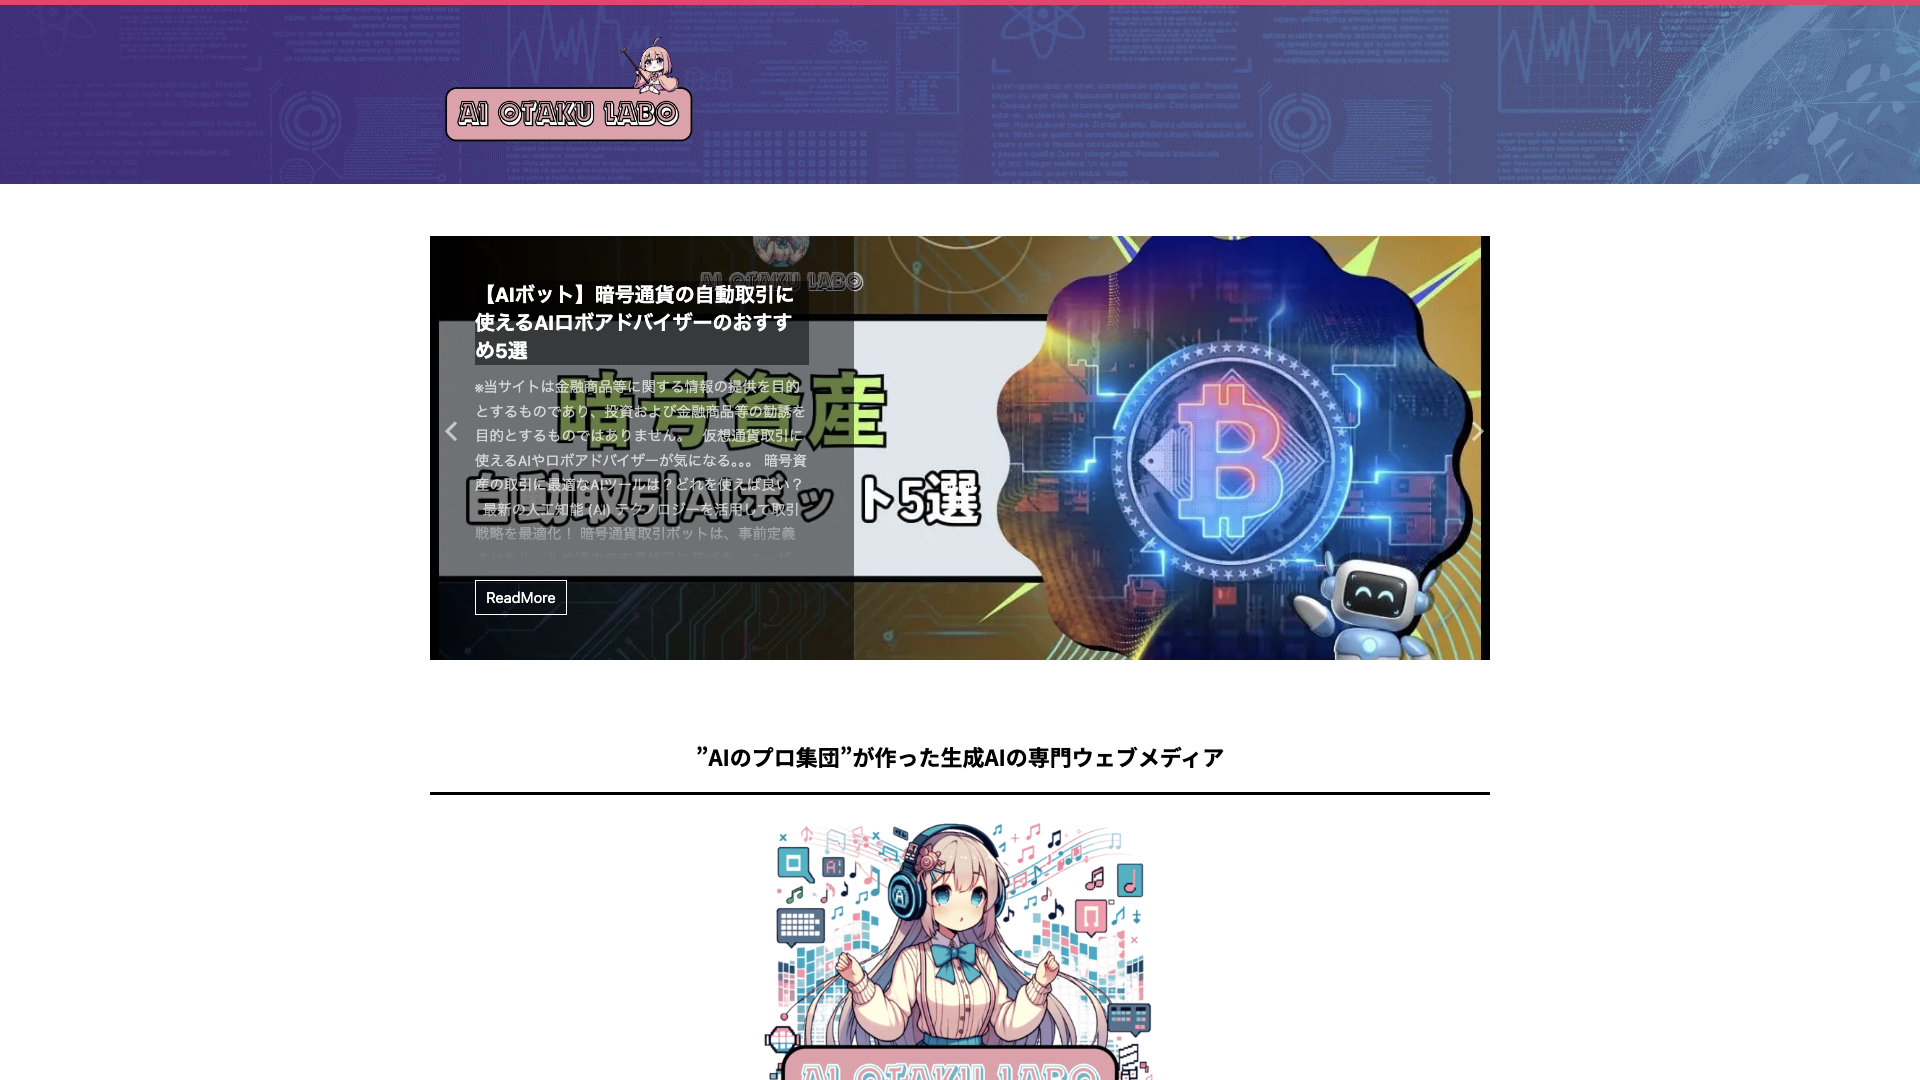 AI OTAKU LABO
AI OTAKU LABO
【AIボット】暗号通貨の自動取引に
使えるAIロボアドバイザーのおすす
め5選
※当サイトは金融商品等に関する情報の提供を目的
とするものであり、投資および金融商品等の勧誘を
目的とするものではありません。 仮想通貨取引に
使えるAIやロボアドバイザーが気になる。。。 暗号資
産の取引に最適なAIツールは？どれを使えば良い？
最新の人工知能 (AI) テクノロジーを活用して取引
戦略を最適化！ 暗号通貨取引ボットは、事前定義
ReadMore
暗号資産
自動取引AIボット5選
”AIのプロ集団”が作った生成AIの専門ウェブメディア
AI OTAKU LABO